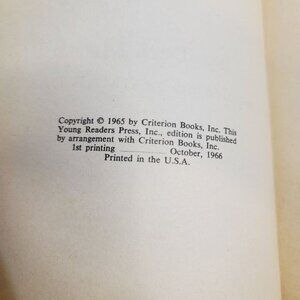 Copyright © 1965 by Criterion Books, Inc. This
Young Readers Press, Inc., edition is published
by arrangement with Criterion Books, Inc.
1st printing ———— October, 1966
Printed in the U.S.A.